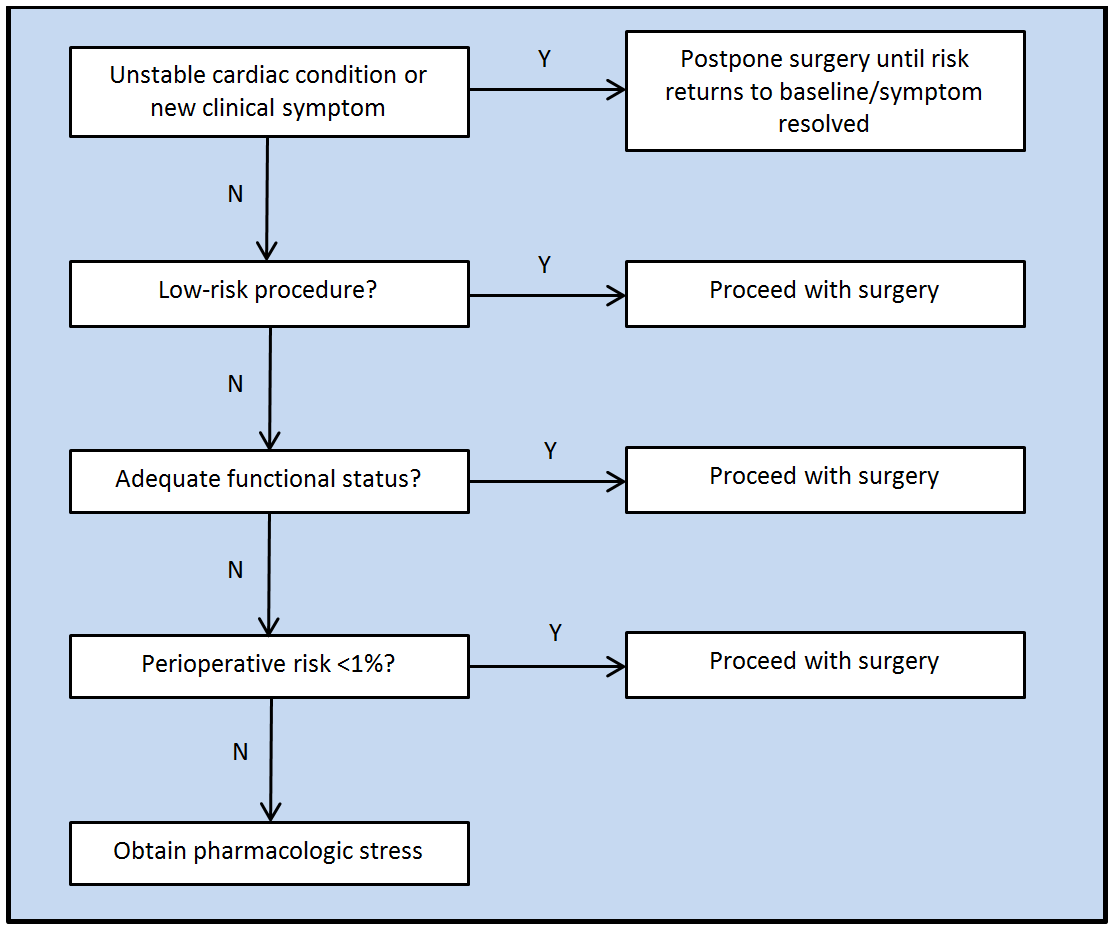 Unstable cardiac condition or
new clinical symptom
Y
Postpone surgery until risk
returns to baseline/symptom
resolved
N
Low-risk procedure?
Y
Proceed with surgery
N
Adequate functional status?
Y
Proceed with surgery
N
Perioperative risk <1%?
Y
Proceed with surgery
N
Obtain pharmacologic stress